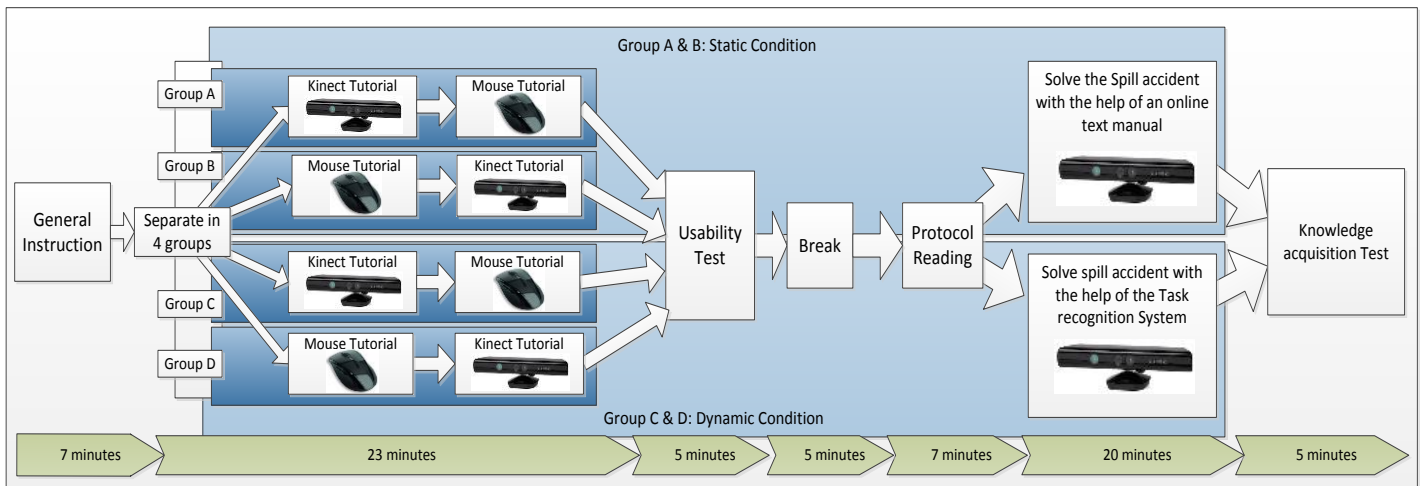 Group A & B: Static Condition
Group A
Kinect Tutorial
Mouse Tutorial
Group B
Mouse Tutorial
Kinect Tutorial
General
Instruction
Separate in
4 groups
Kinect Tutorial
Mouse Tutorial
Group C
Mouse Tutorial
Kinect Tutorial
Group D
Usability
Test
Break
Protocol
Reading
Solve the Spill accident
with the help of an online
text manual
Solve spill accident with
the help of the Task
recognition System
Knowledge
acquisition Test
Group C & D: Dynamic Condition
7 minutes
23 minutes
5 minutes
5 minutes
7 minutes
20 minutes
5 minutes